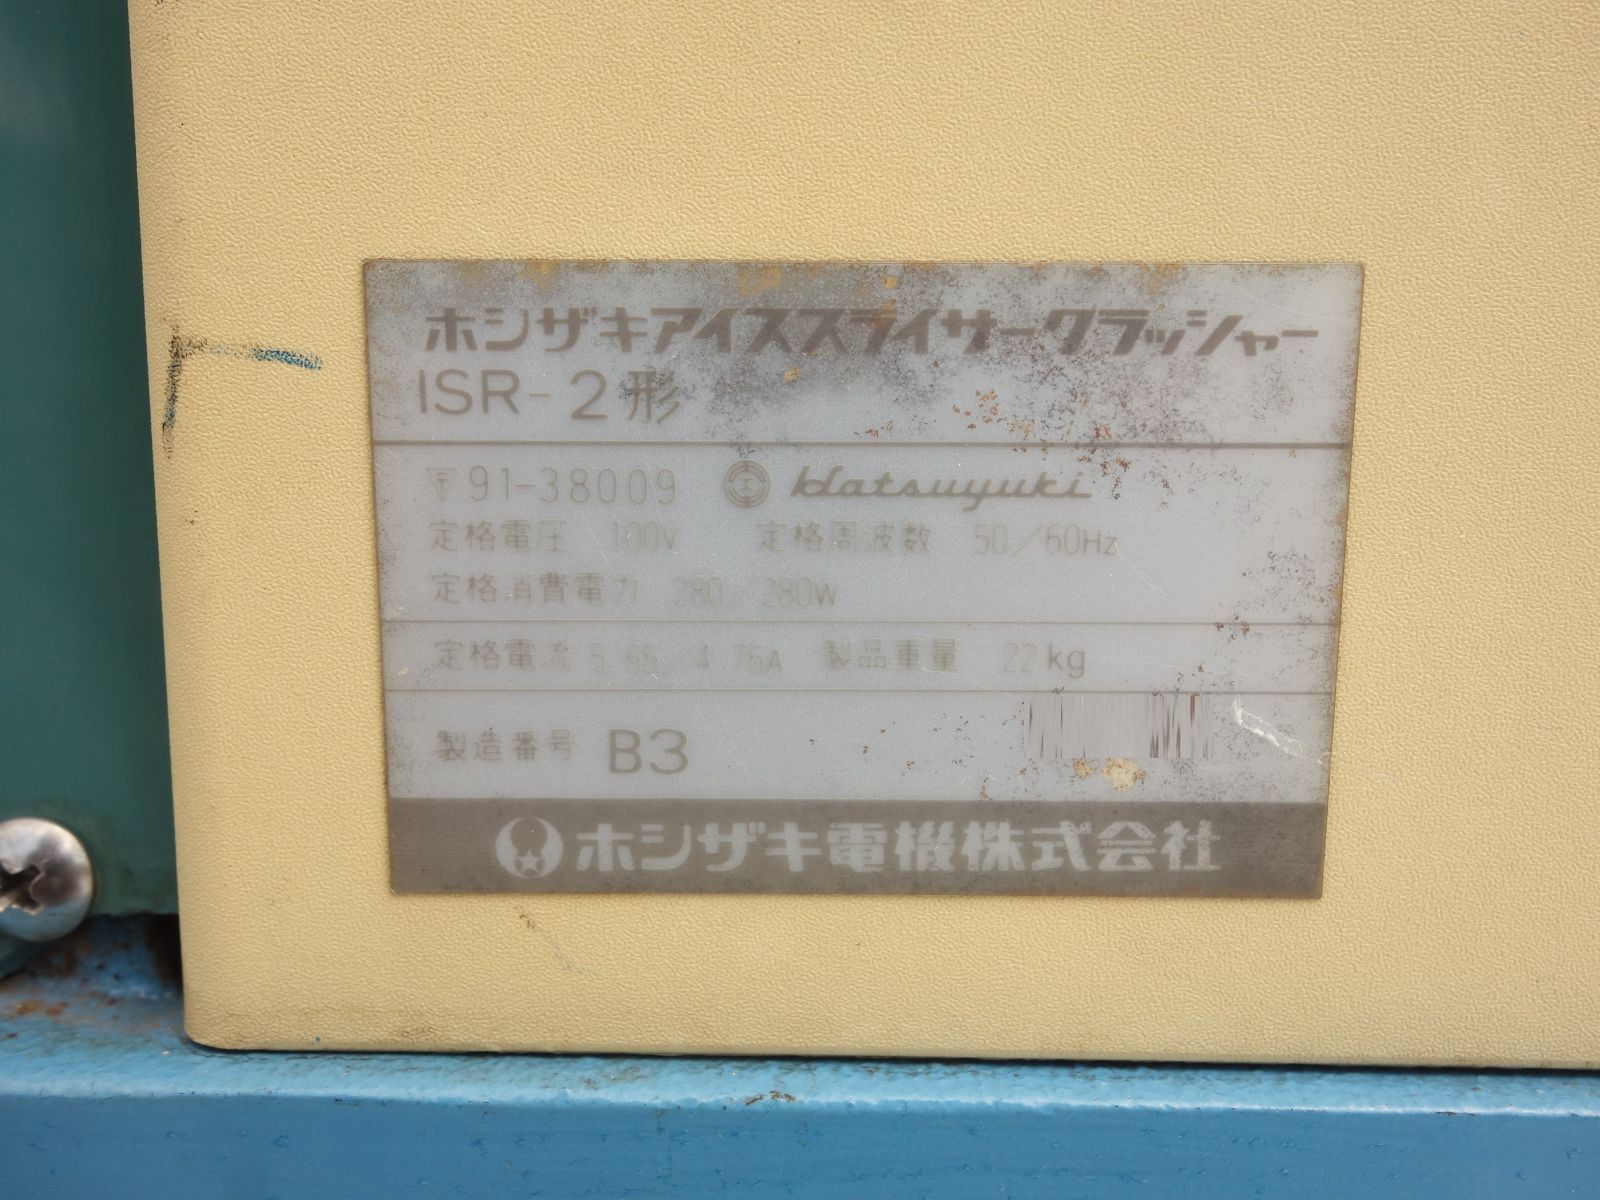 ホシザキアイススライサークラッシャー
ISR-2形
〒91-38009 Hatsuyuki
定格電圧 100V 定格周波数 50/60Hz
定格消費電力 280/280W
定格電流 5.65/4.76A 製品重量 22kg
製造番号 B3
ホシザキ電機株式会社